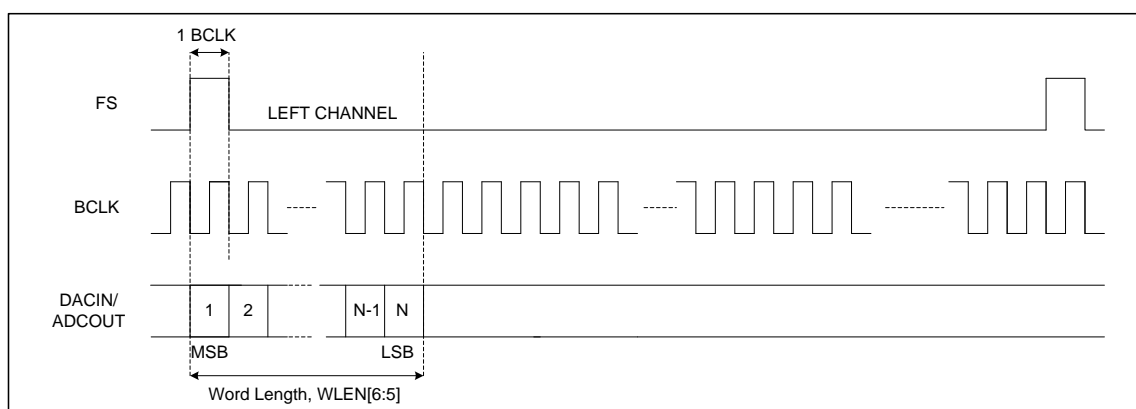 1 BCLK
FS
LEFT CHANNEL
BCLK
DACIN/
ADCOUT
1
2
N-1
N
MSB
LSB
Word Length, WLEN[6:5]